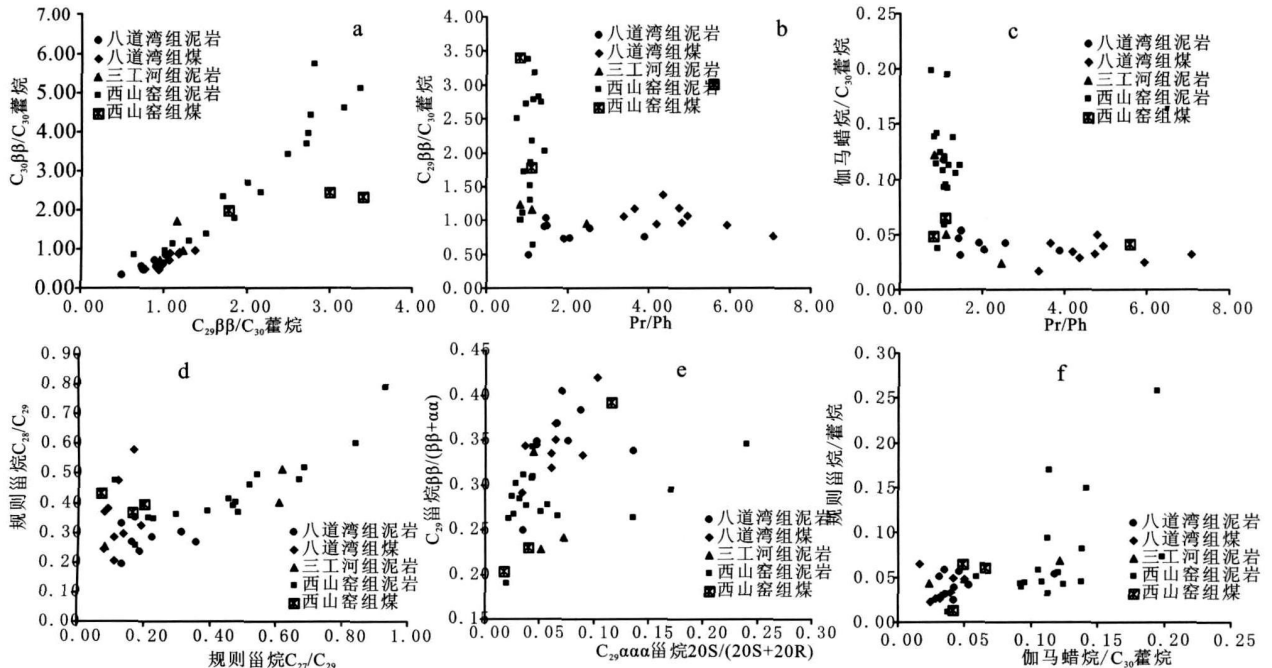 a
7.00
6.00
5.00
4.00
3.00
2.00
1.00
0.00
C₃₀ββ/C₃₀藿烷
八道湾组泥岩
八道湾组煤
三工河组泥岩
西山窑组泥岩
西山窑组煤
0.00
1.00
2.00
3.00
4.0
C₂₉ββ/C₃₀藿烷
b
4.00
3.50
3.00
2.50
2.00
1.50
1.00
0.50
0.00
C₂₉ββ/C₃₀藿烷
八道湾组泥岩
八道湾组煤
三工河组泥岩
西山窑组泥岩
西山窑组煤
0.00
2.00
4.00
6.00
8.00
Pr/Ph
c
0.25
0.20
0.15
0.10
0.05
0.00
伽马蜡烷/C₃₀藿烷
八道湾组泥岩
八道湾组煤
三工河组泥岩
西山窑组泥岩
西山窑组煤
0.00
2.00
4.00
6.00
8.00
Pr/Ph
d
0.90
0.80
0.70
0.60
0.50
0.40
0.30
0.20
0.10
0.00
规则甾烷C₂₈/C₂₉
八道湾组泥岩
八道湾组煤
三工河组泥岩
西山窑组泥岩
西山窑组煤
0.00
0.20
0.40
0.60
0.80
1.00
规则甾烷C₂₇/C₂₉
e
0.45
0.40
0.35
0.30
0.25
0.20
0.15
C₂₉甾烷ββ/(ββ+αα)
八道湾组泥岩
八道湾组煤
三工河组泥岩
西山窑组泥岩
西山窑组煤
0.00
0.05
0.10
0.15
0.20
0.25
0.30
C₂₉ααα甾烷20S/(20S+20R)
f
0.30
0.25
0.20
0.15
0.10
0.05
0.00
规则甾烷/藿烷
八道湾组泥岩
八道湾组煤
三工河组泥岩
西山窑组泥岩
西山窑组煤
0.00
0.05
0.10
0.15
0.20
0.25
伽马蜡烷/C₃₀藿烷